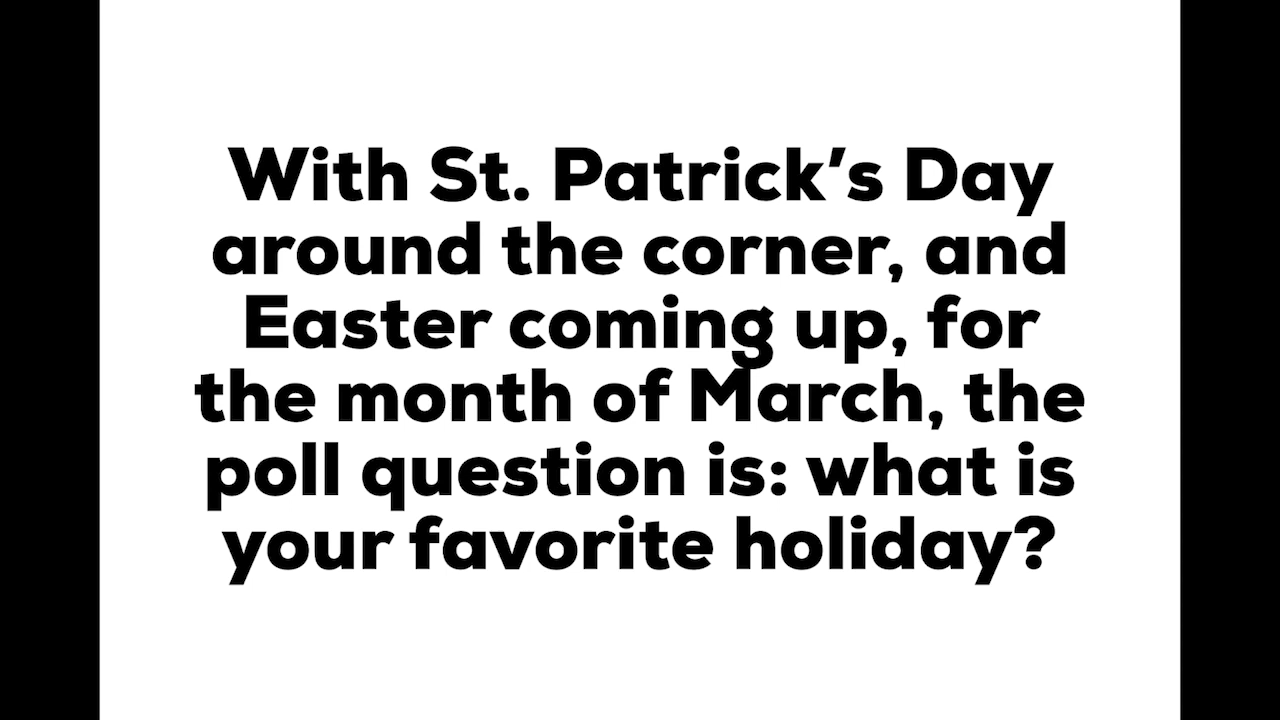 With St. Patrick’s Day
around the corner, and
Easter coming up, for
the month of March, the
poll question is: what is
your favorite holiday?